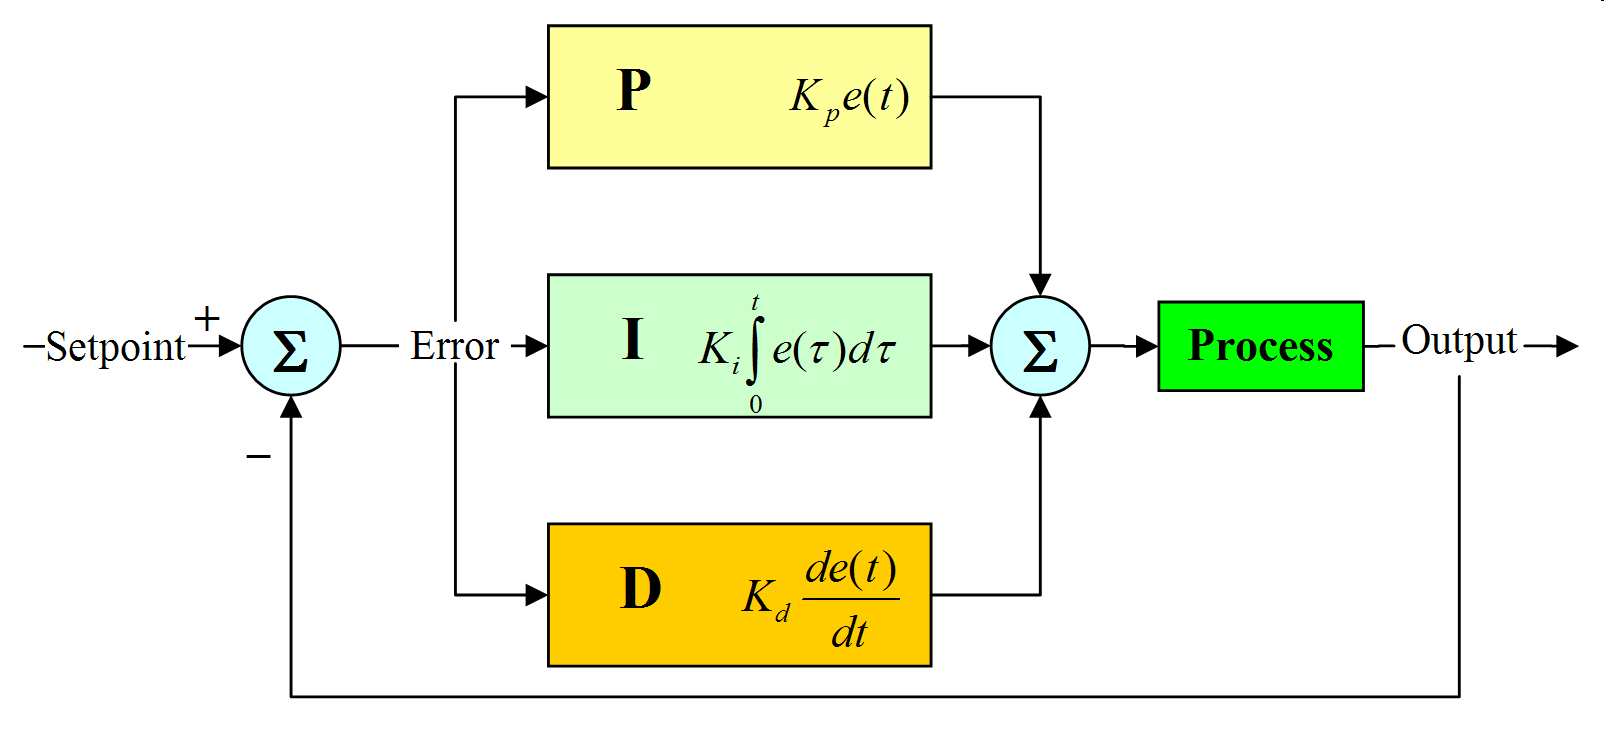 P K_p e(t)
+
Setpoint Σ Error I K_i ∫_0^t e(τ)dτ Σ Process Output
−
D K_d de(t)/dt